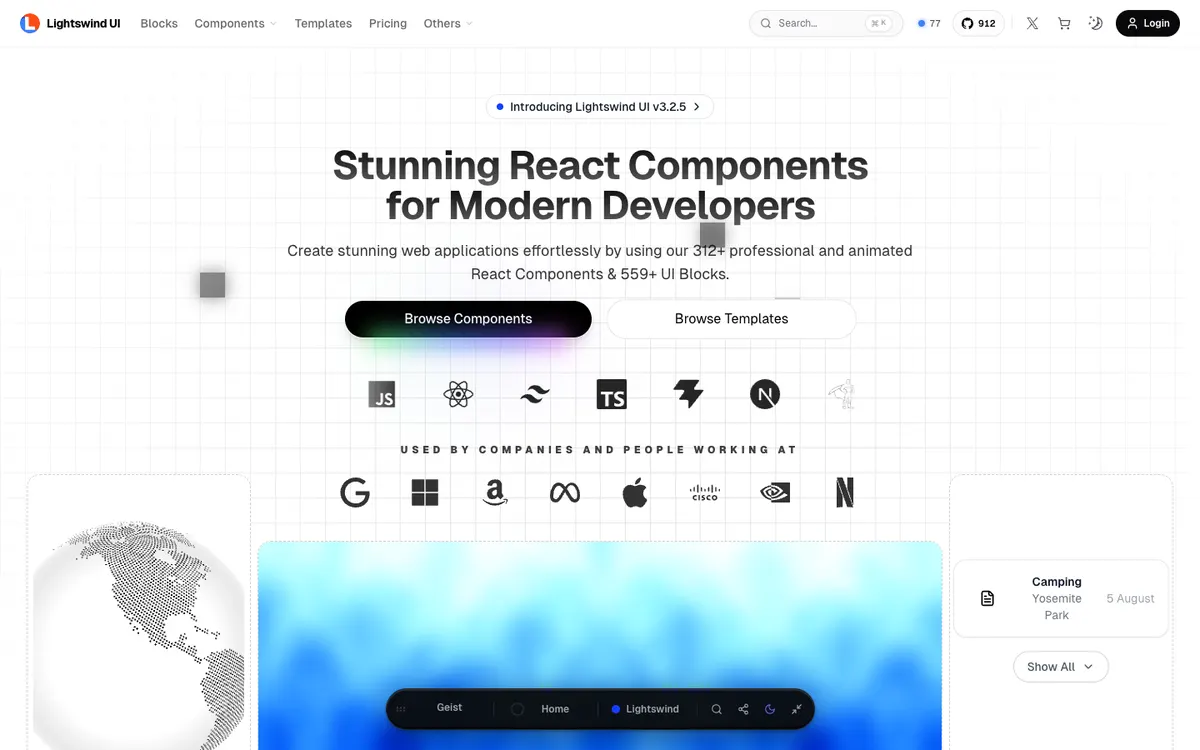 Lightswind UI
Blocks
Components
Templates
Pricing
Others
Search...
⌘ K
77
912
Login
Introducing Lightswind UI v3.2.5
Stunning React Components
for Modern Developers
Create stunning web applications effortlessly by using our 312+ professional and animated
React Components & 559+ UI Blocks.
Browse Components
Browse Templates
JS
TS
N
USED BY COMPANIES AND PEOPLE WORKING AT
G
a
CISCO
N
Camping
Yosemite
Park
5 August
Show All
Geist
Home
Lightswind